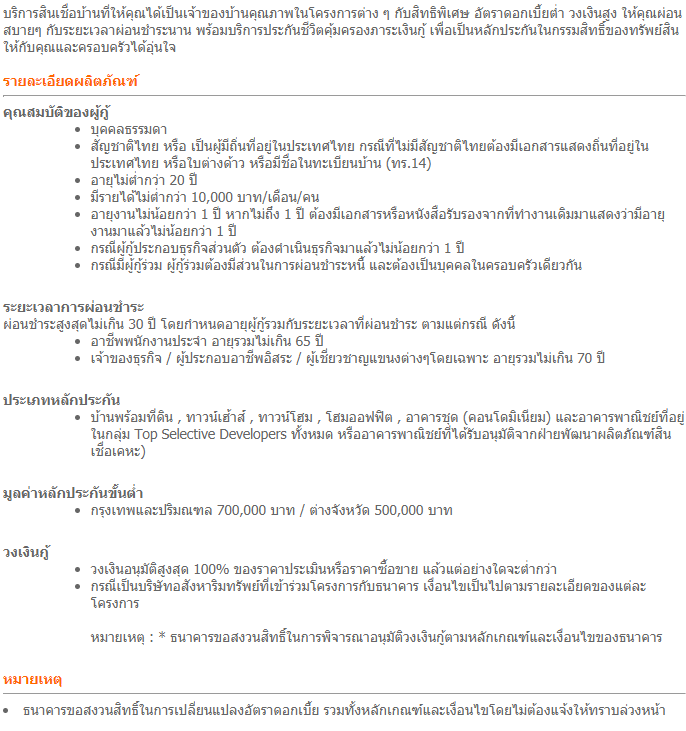 บริการสินเชื่อบ้านที่ให้คุณได้เป็นเจ้าของบ้านคุณภาพในโครงการต่าง ๆ กับสิทธิพิเศษ อัตราดอกเบี้ยต่ำ วงเงินสูง ให้คุณผ่อน
สบายๆ กับระยะเวลาผ่อนชำระนาน พร้อมบริการประกันชีวิตคุ้มครองภาระเงินกู้ เพื่อเป็นหลักประกันในกรรมสิทธิ์ของทรัพย์สิน
ให้กับคุณและครอบครัวได้อุ่นใจ
รายละเอียดผลิตภัณฑ์
คุณสมบัติของผู้กู้
• บุคคลธรรมดา
• สัญชาติไทย หรือ เป็นผู้มีถิ่นที่อยู่ในประเทศไทย กรณีที่ไม่มีสัญชาติไทยต้องมีเอกสารแสดงถิ่นที่อยู่ใน
ประเทศไทย หรือใบต่างด้าว หรือมีชื่อในทะเบียนบ้าน (ทร.14)
• อายุไม่ต่ำกว่า 20 ปี
• มีรายได้ไม่ต่ำกว่า 10,000 บาท/เดือน/คน
• อายุงานไม่น้อยกว่า 1 ปี หากไม่ถึง 1 ปี ต้องมีเอกสารหรือหนังสือรับรองจากที่ทำงานเดิมมาแสดงว่ามีอายุ
งานมาแล้วไม่น้อยกว่า 1 ปี
• กรณีผู้กู้ประกอบธุรกิจส่วนตัว ต้องดำเนินธุรกิจมาแล้วไม่น้อยกว่า 1 ปี
• กรณีมีผู้กู้ร่วม ผู้กู้ร่วมต้องมีส่วนในการผ่อนชำระหนี้ และต้องเป็นบุคคลในครอบครัวเดียวกัน
ระยะเวลาการผ่อนชำระ
ผ่อนชำระสูงสุดไม่เกิน 30 ปี โดยกำหนดอายุผู้กู้รวมกับระยะเวลาที่ผ่อนชำระ ตามแต่กรณี ดังนี้
• อาชีพพนักงานประจำ อายุรวมไม่เกิน 65 ปี
• เจ้าของธุรกิจ / ผู้ประกอบอาชีพอิสระ / ผู้เชี่ยวชาญแขนงต่างๆโดยเฉพาะ อายุรวมไม่เกิน 70 ปี
ประเภทหลักประกัน
• บ้านพร้อมที่ดิน , ทาวน์เฮ้าส์ , ทาวน์โฮม , โฮมออฟฟิต , อาคารชุด (คอนโดมิเนียม) และอาคารพาณิชย์ที่อยู่
ในกลุ่ม Top Selective Developers ทั้งหมด หรืออาคารพาณิชย์ที่ได้รับอนุมัติจากฝ่ายพัฒนาผลิตภัณฑ์สิน
เชื่อเคหะ)
มูลค่าหลักประกันขั้นต่ำ
• กรุงเทพและปริมณฑล 700,000 บาท / ต่างจังหวัด 500,000 บาท
วงเงินกู้
• วงเงินอนุมัติสูงสุด 100% ของราคาประเมินหรือราคาซื้อขาย แล้วแต่อย่างใดจะต่ำกว่า
• กรณีเป็นบริษัทอสังหาริมทรัพย์ที่เข้าร่วมโครงการกับธนาคาร เงื่อนไขเป็นไปตามรายละเอียดของแต่ละ
โครงการ
หมายเหตุ : * ธนาคารขอสงวนสิทธิ์ในการพิจารณาอนุมัติวงเงินกู้ตามหลักเกณฑ์และเงื่อนไขของธนาคาร
หมายเหตุ
• ธนาคารขอสงวนสิทธิ์ในการเปลี่ยนแปลงอัตราดอกเบี้ย รวมทั้งหลักเกณฑ์และเงื่อนไขโดยไม่ต้องแจ้งให้ทราบล่วงหน้า